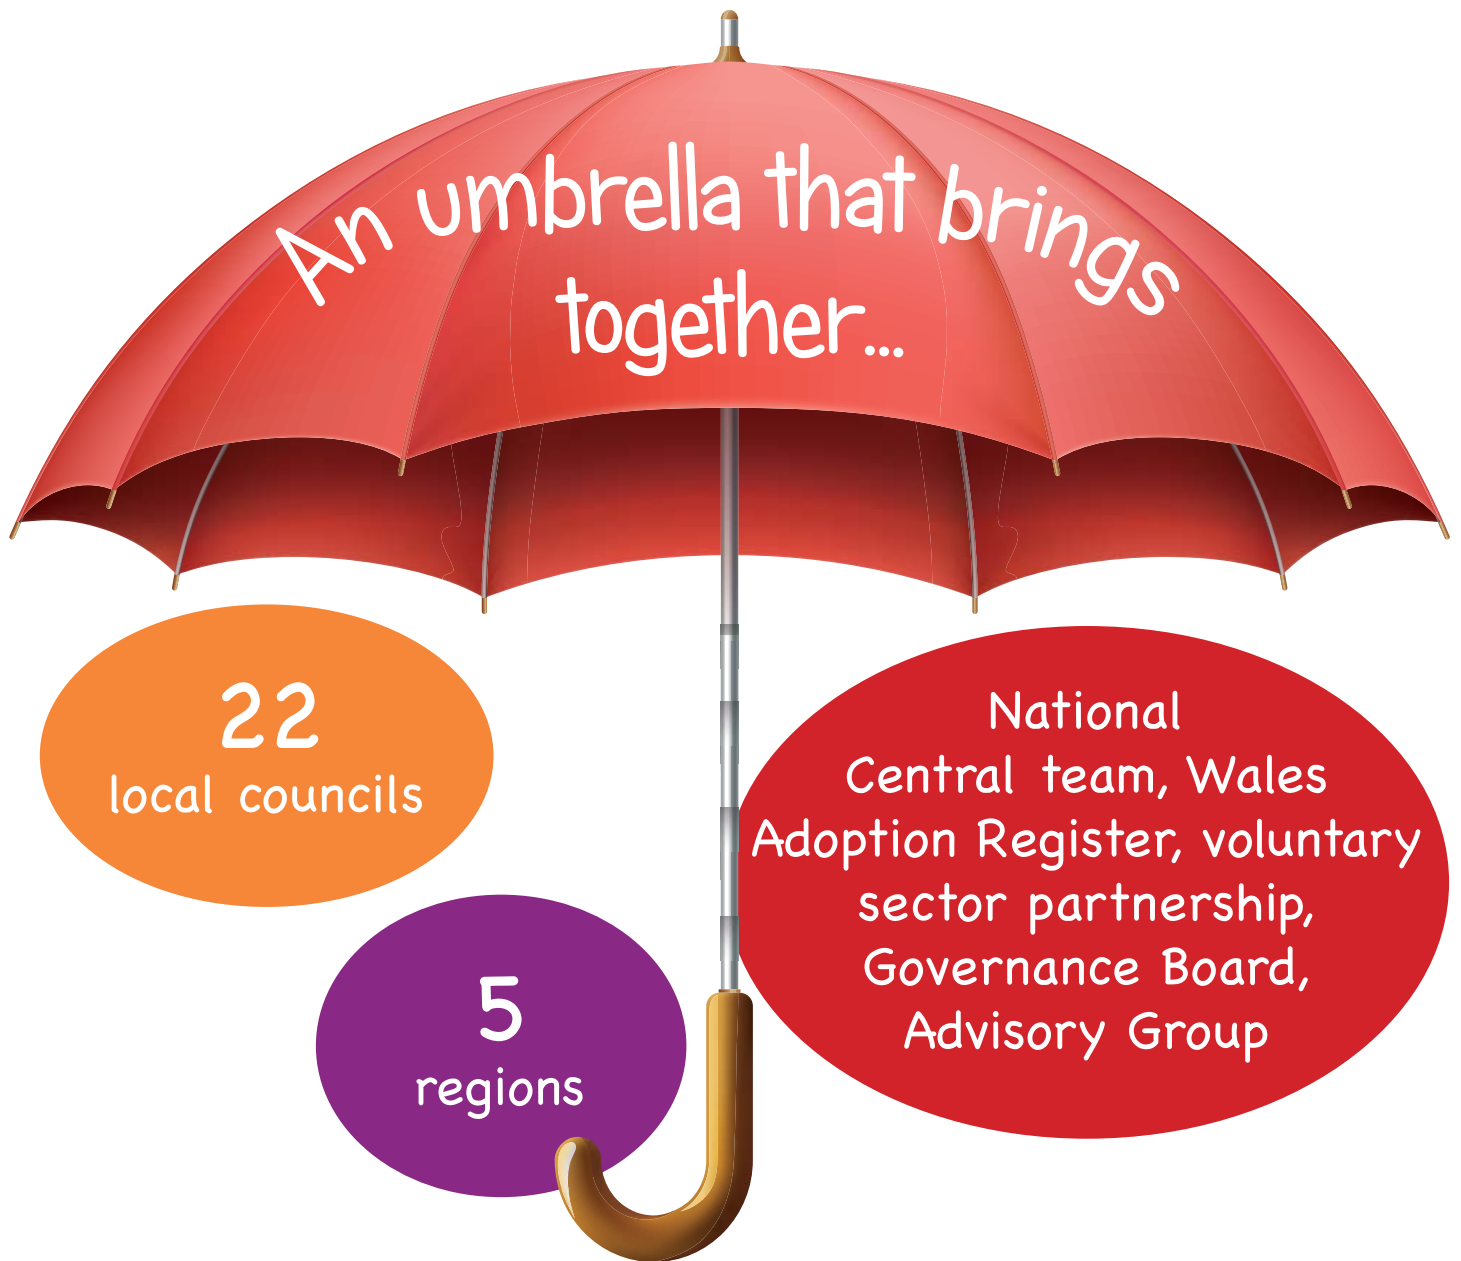 An umbrella that brings
together...
22
local councils
5
regions
National
Central team, Wales
Adoption Register, voluntary
sector partnership,
Governance Board,
Advisory Group